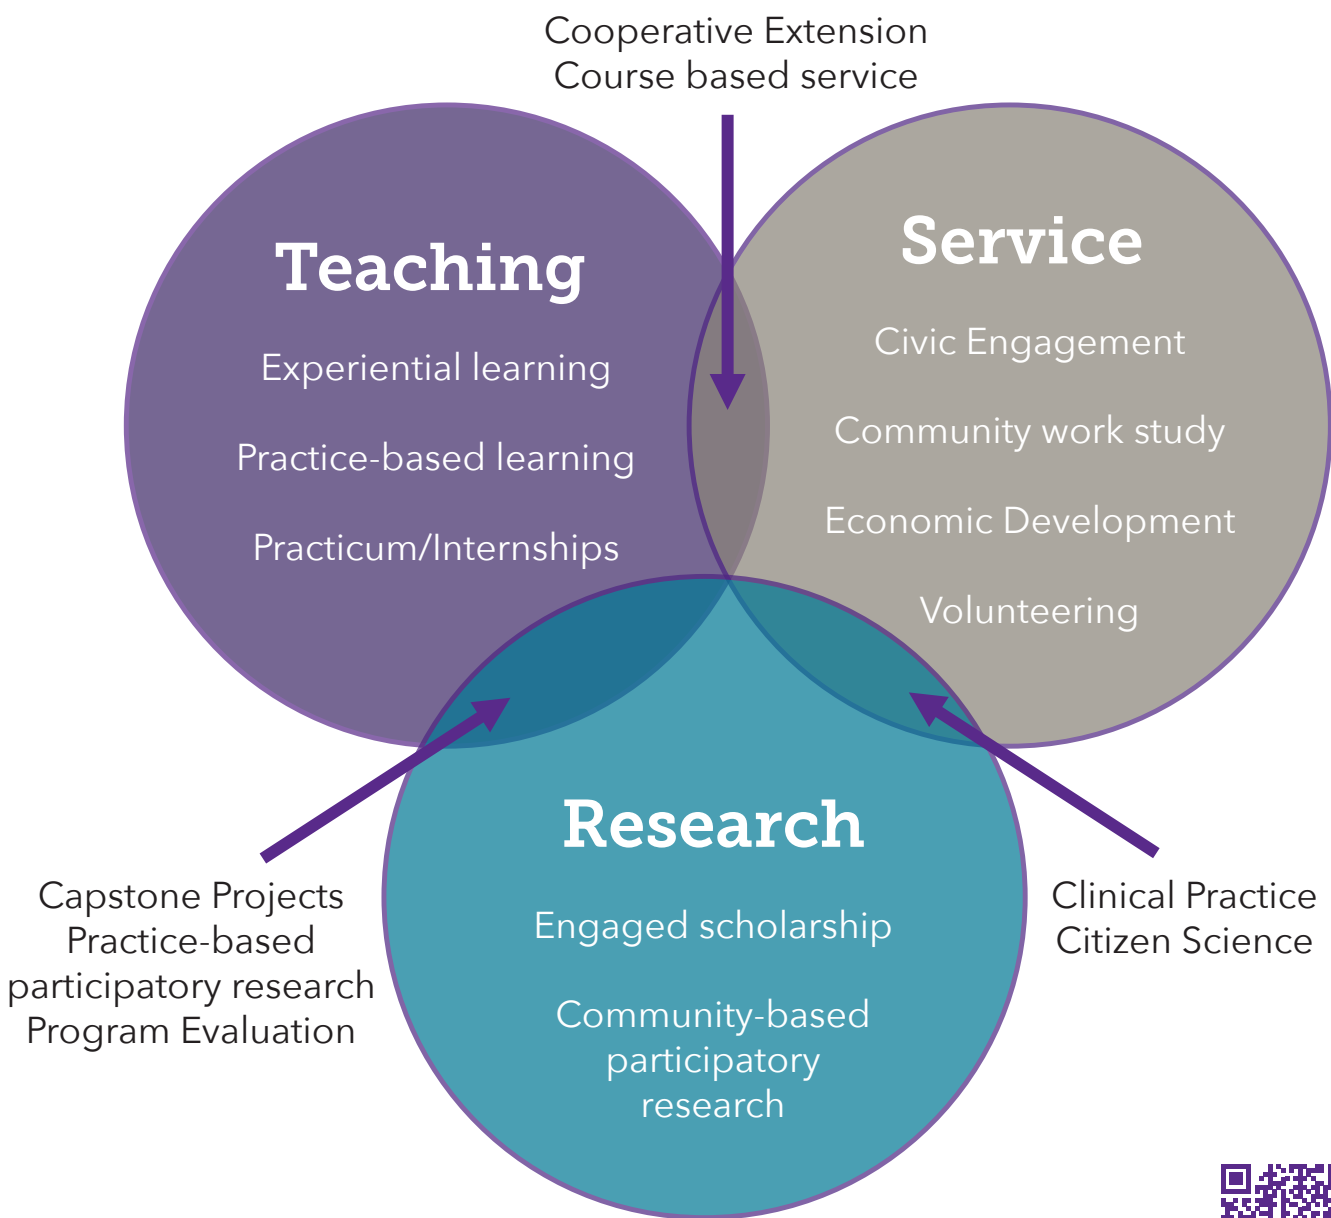 Cooperative Extension
Course based service
Teaching
Experiential learning
Practice-based learning
Practicum/Internships
Service
Civic Engagement
Community work study
Economic Development
Volunteering
Research
Engaged scholarship
Community-based
participatory
research
Capstone Projects
Practice-based
participatory research
Program Evaluation
Clinical Practice
Citizen Science